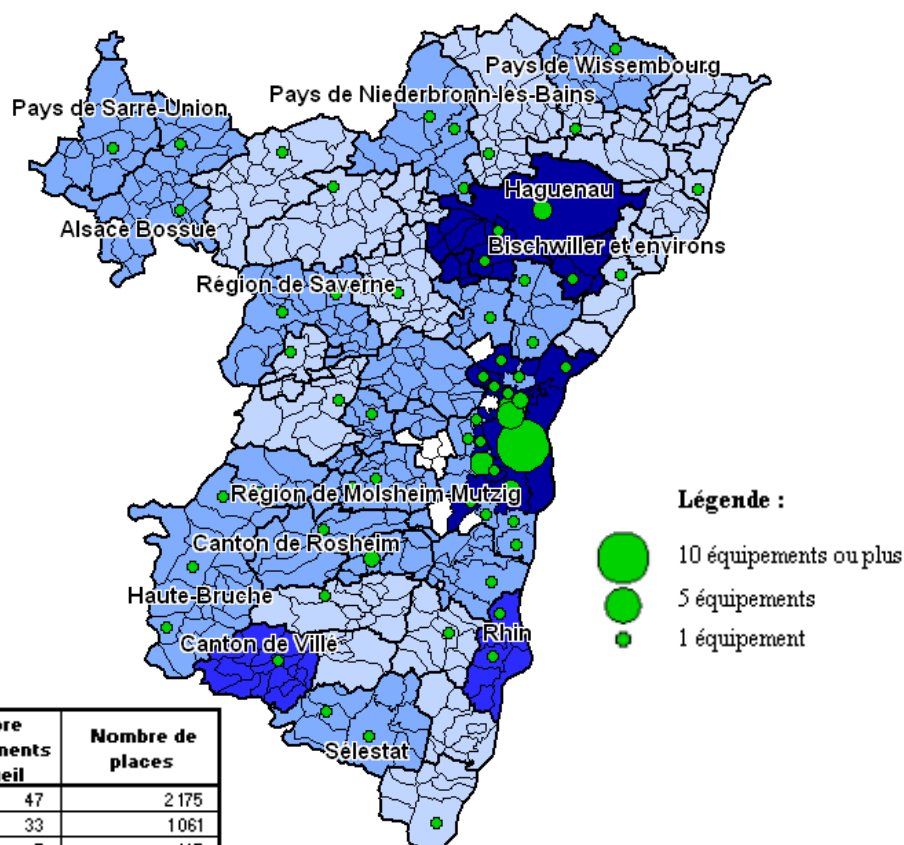 Pays de Wissembourg
Pays de Niederbronn-les-Bains
Pays de Sarre-Union
Haguenau
Alsace Bossue
Bischwiller et environs
Région de Saverne
Région de Molsheim-Mutzig
Canton de Rosheim
Haute-Bruche
Canton de Villé
Rhin
Sélestat
Légende :
10 équipements ou plus
5 équipements
1 équipement
Nombre de
places
47 2 175
33 1 061